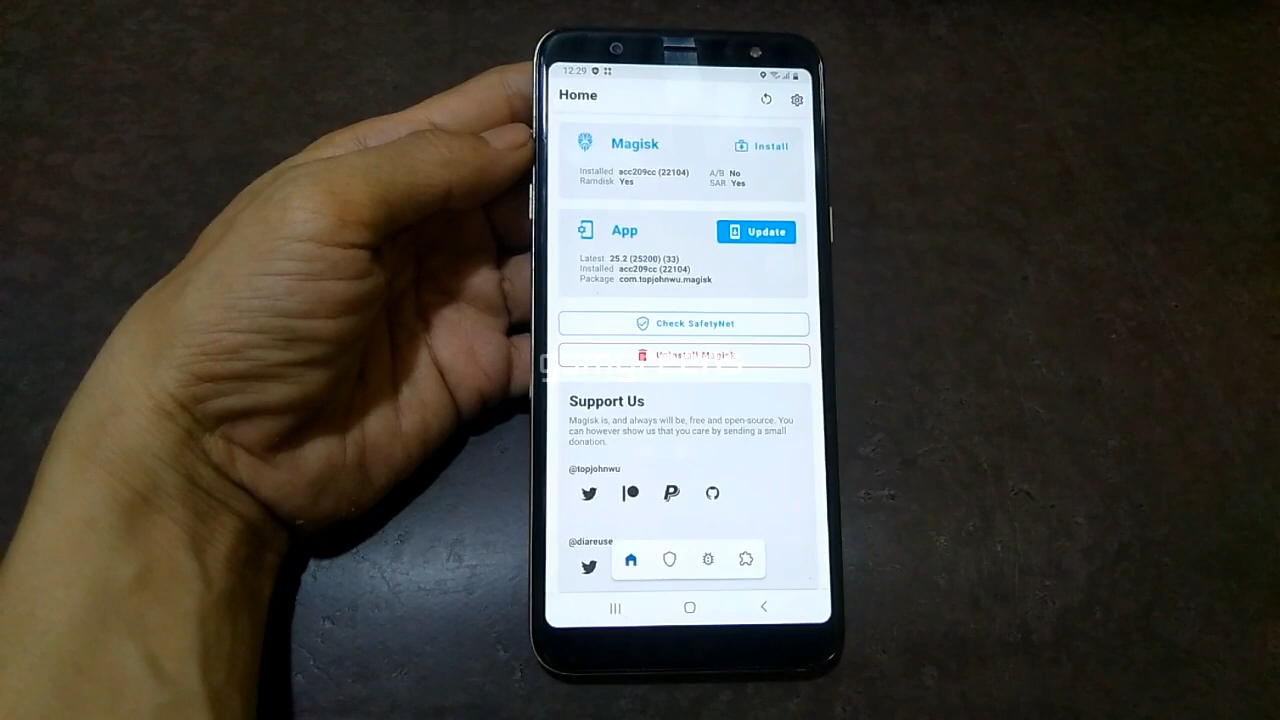 12:29
Home
Magisk
Install
Installed acc209cc (22104)
A/B No
Ramdisk Yes
SAR Yes
App
Update
Latest 25.2 (25200) (33)
Installed acc209cc (22104)
Package com.topjohnwu.magisk
Check SafetyNet
Uninstall Magisk
Support Us
Magisk is, and always will be, free and open-source. You
can however show us that you care by sending a small
donation.
@topjohnwu
@diareuse